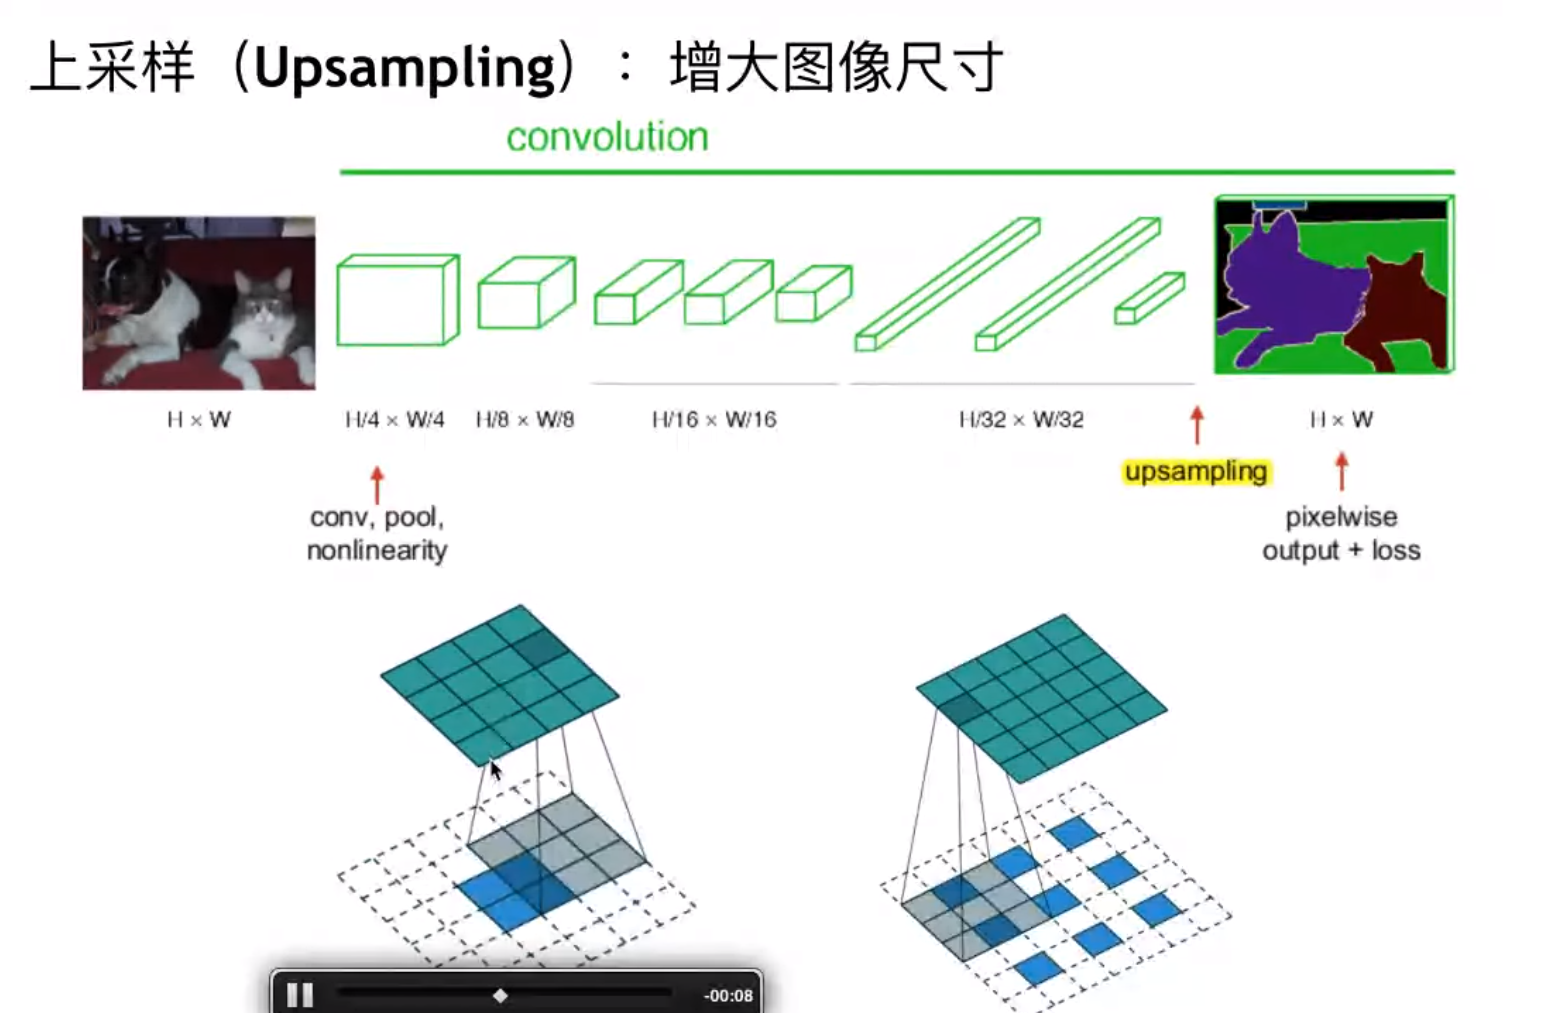 上采样（Upsampling）：增大图像尺寸
convolution
H × W
H/4 × W/4
H/8 × W/8
H/16 × W/16
H/32 × W/32
H × W
upsampling
conv, pool,
nonlinearity
pixelwise
output + loss
-00:08